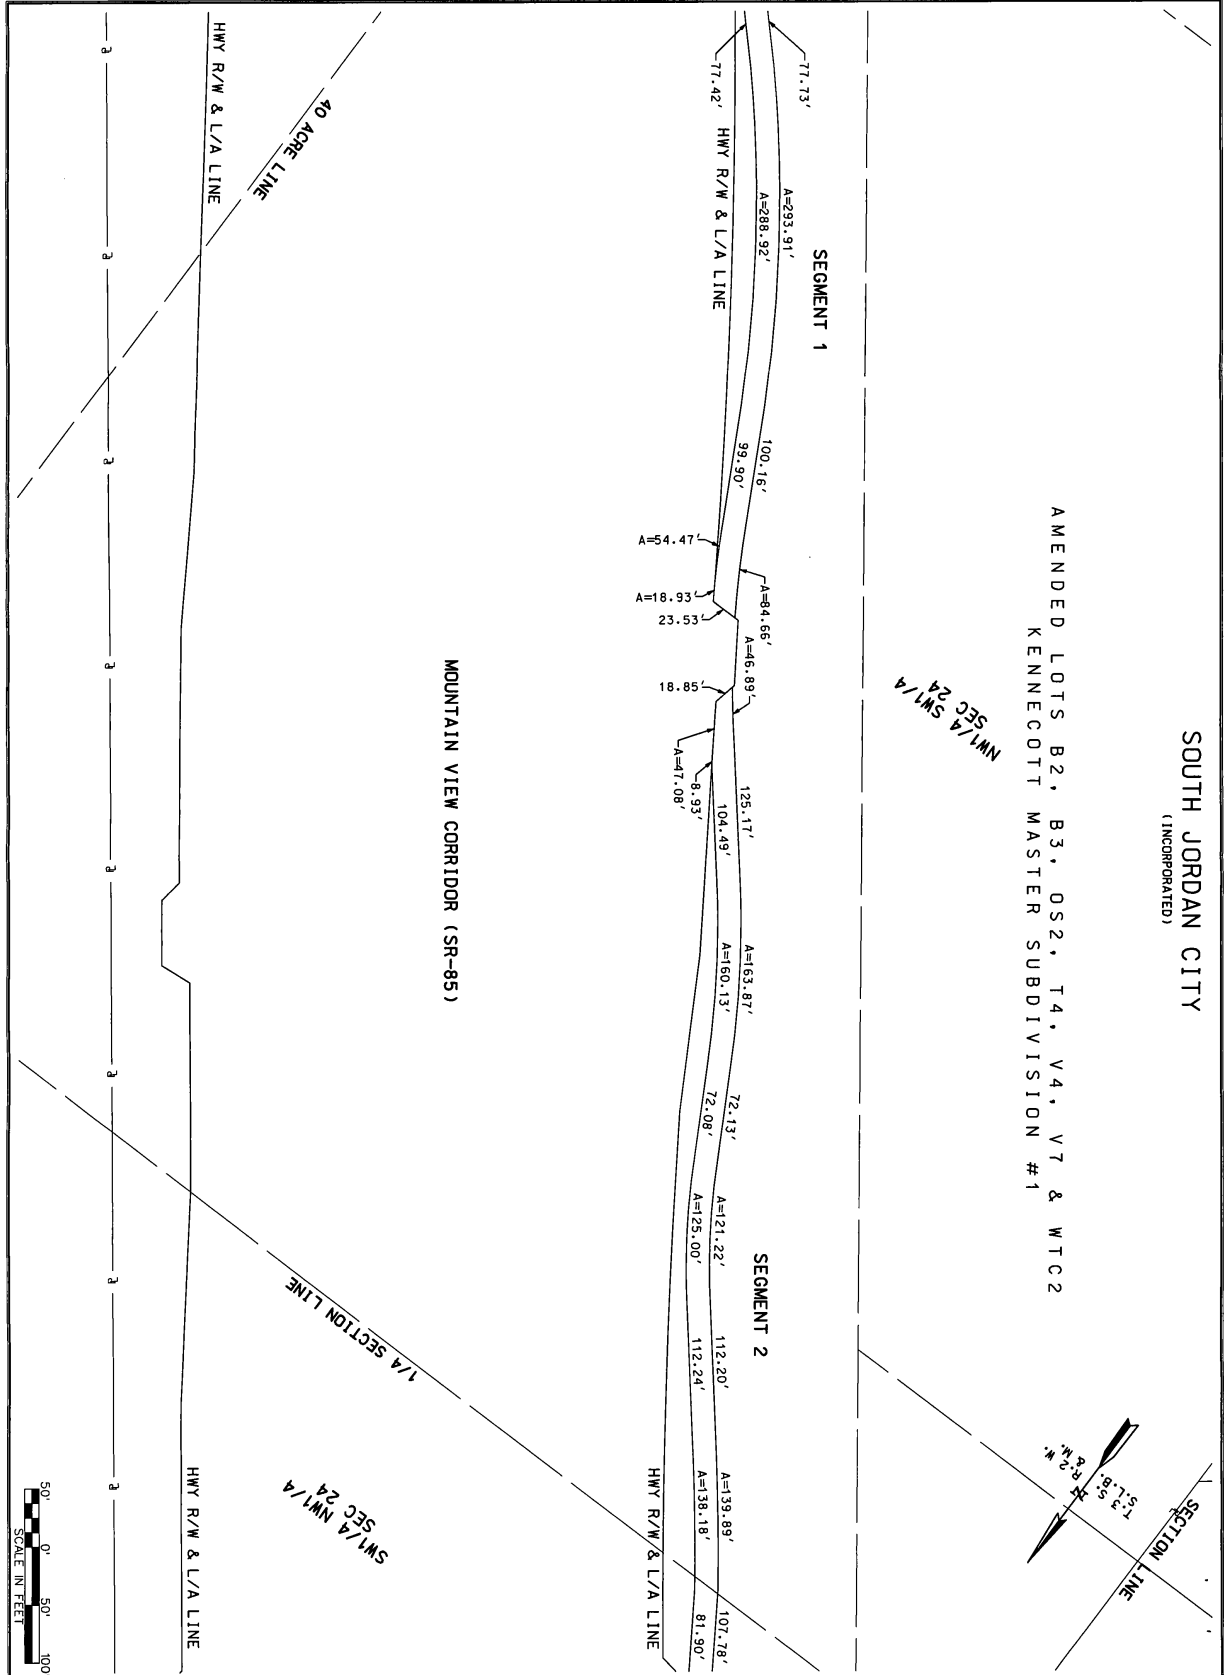 SOUTH JORDAN CITY
(INCORPORATED)
AMENDED LOTS B2, B3, OS2, T4, V4, V7 & WTC2
KENNECOTT MASTER SUBDIVISION #1
SECTION LINE
T.3 S. R.2 W.
S.L.B. & M.
N
NW1/4 SW1/4
SEC 24
SEGMENT 1
SEGMENT 2
77.73'
A=293.91'
100.16'
A=84.66'
A=46.89'
125.17'
A=163.87'
72.13'
A=121.22'
112.20'
A=139.89'
107.78'
77.42'
A=288.92'
99.90'
A=54.47'
A=18.93'
23.53'
18.85'
A=47.08'
8.93'
104.49'
A=160.13'
72.08'
A=125.00'
112.24'
A=138.18'
81.90'
HWY R/W & L/A LINE
HWY R/W & L/A LINE
MOUNTAIN VIEW CORRIDOR (SR-85)
40 ACRE LINE
1/4 SECTION LINE
SW1/4 NW1/4
SEC 24
HWY R/W & L/A LINE
HWY R/W & L/A LINE
50' 0' 50' 100
SCALE IN FEET